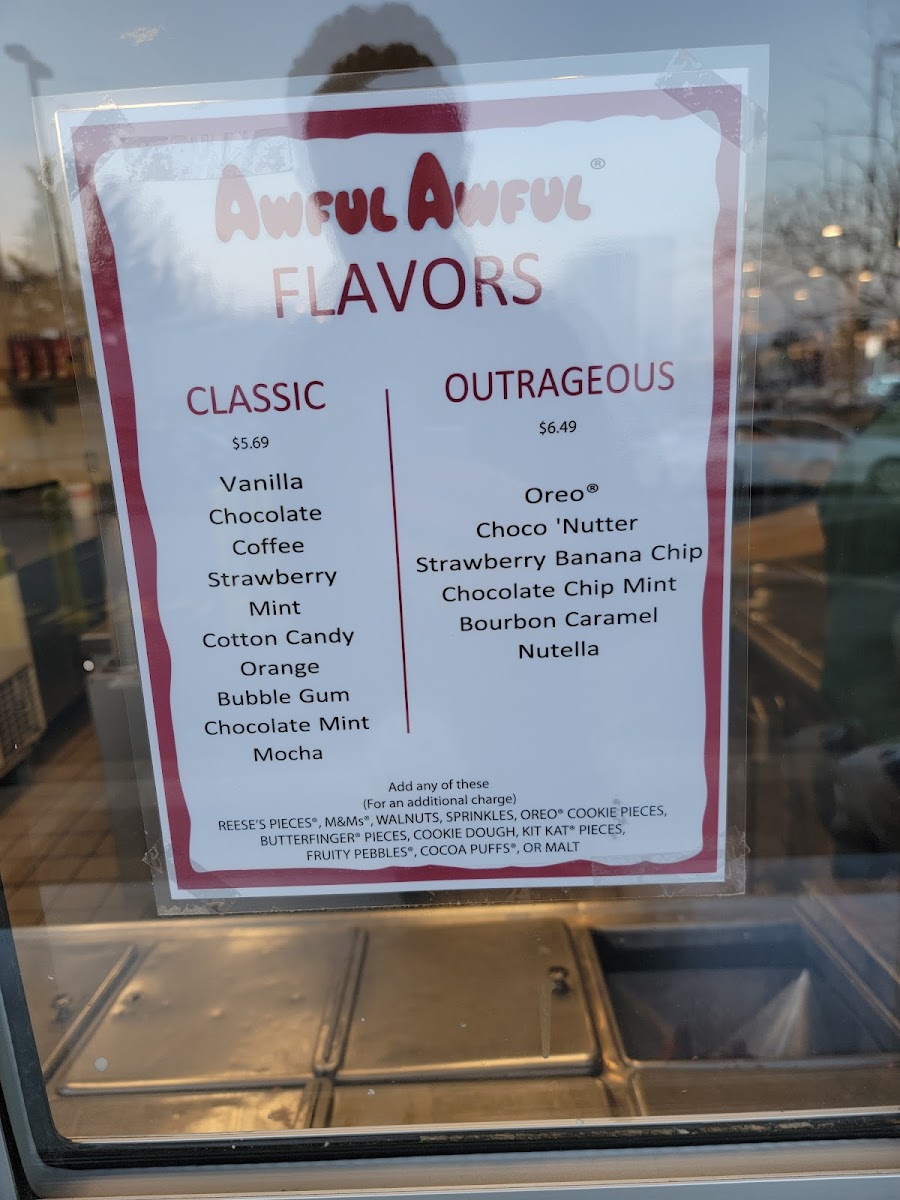 AWFUL AWFUL®
FLAVORS
CLASSIC
$5.69
Vanilla
Chocolate
Coffee
Strawberry
Mint
Cotton Candy
Orange
Bubble Gum
Chocolate Mint
Mocha
OUTRAGEOUS
$6.49
Oreo®
Choco 'Nutter
Strawberry Banana Chip
Chocolate Chip Mint
Bourbon Caramel
Nutella
Add any of these
(For an additional charge)
REESE'S PIECES®, M&Ms®, WALNUTS, SPRINKLES, OREO® COOKIE PIECES,
BUTTERFINGER® PIECES, COOKIE DOUGH, KIT KAT® PIECES,
FRUITY PEBBLES®, COCOA PUFFS®, OR MALT